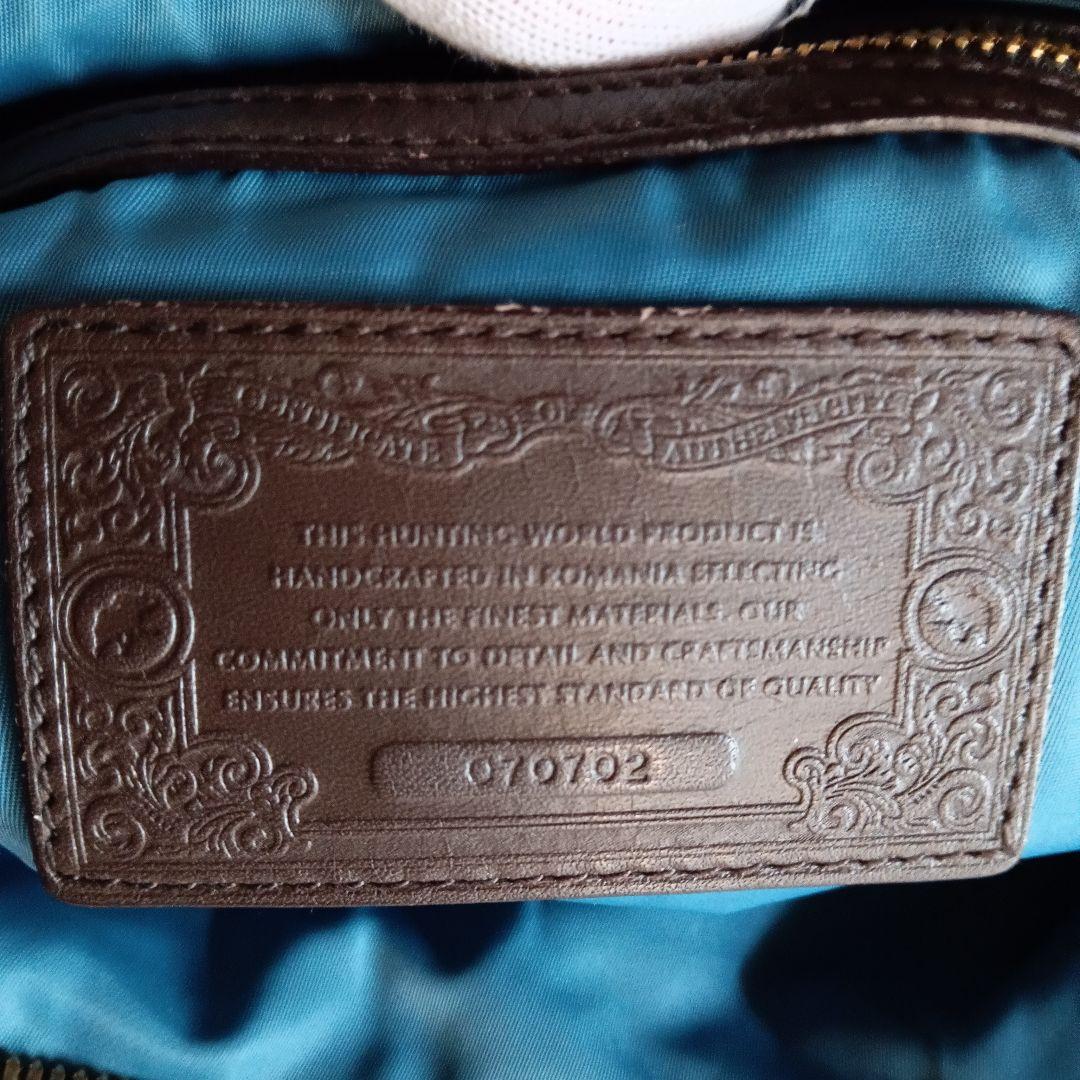 CERTIFICATE OF AUTHENTICITY
THIS HUNTING WORLD PRODUCT IS
HANDCRAFTED IN ROMANIA SELECTING
ONLY THE FINEST MATERIALS. OUR
COMMITMENT TO DETAIL AND CRAFTSMANSHIP
ENSURES THE HIGHEST STANDARD OF QUALITY
070702